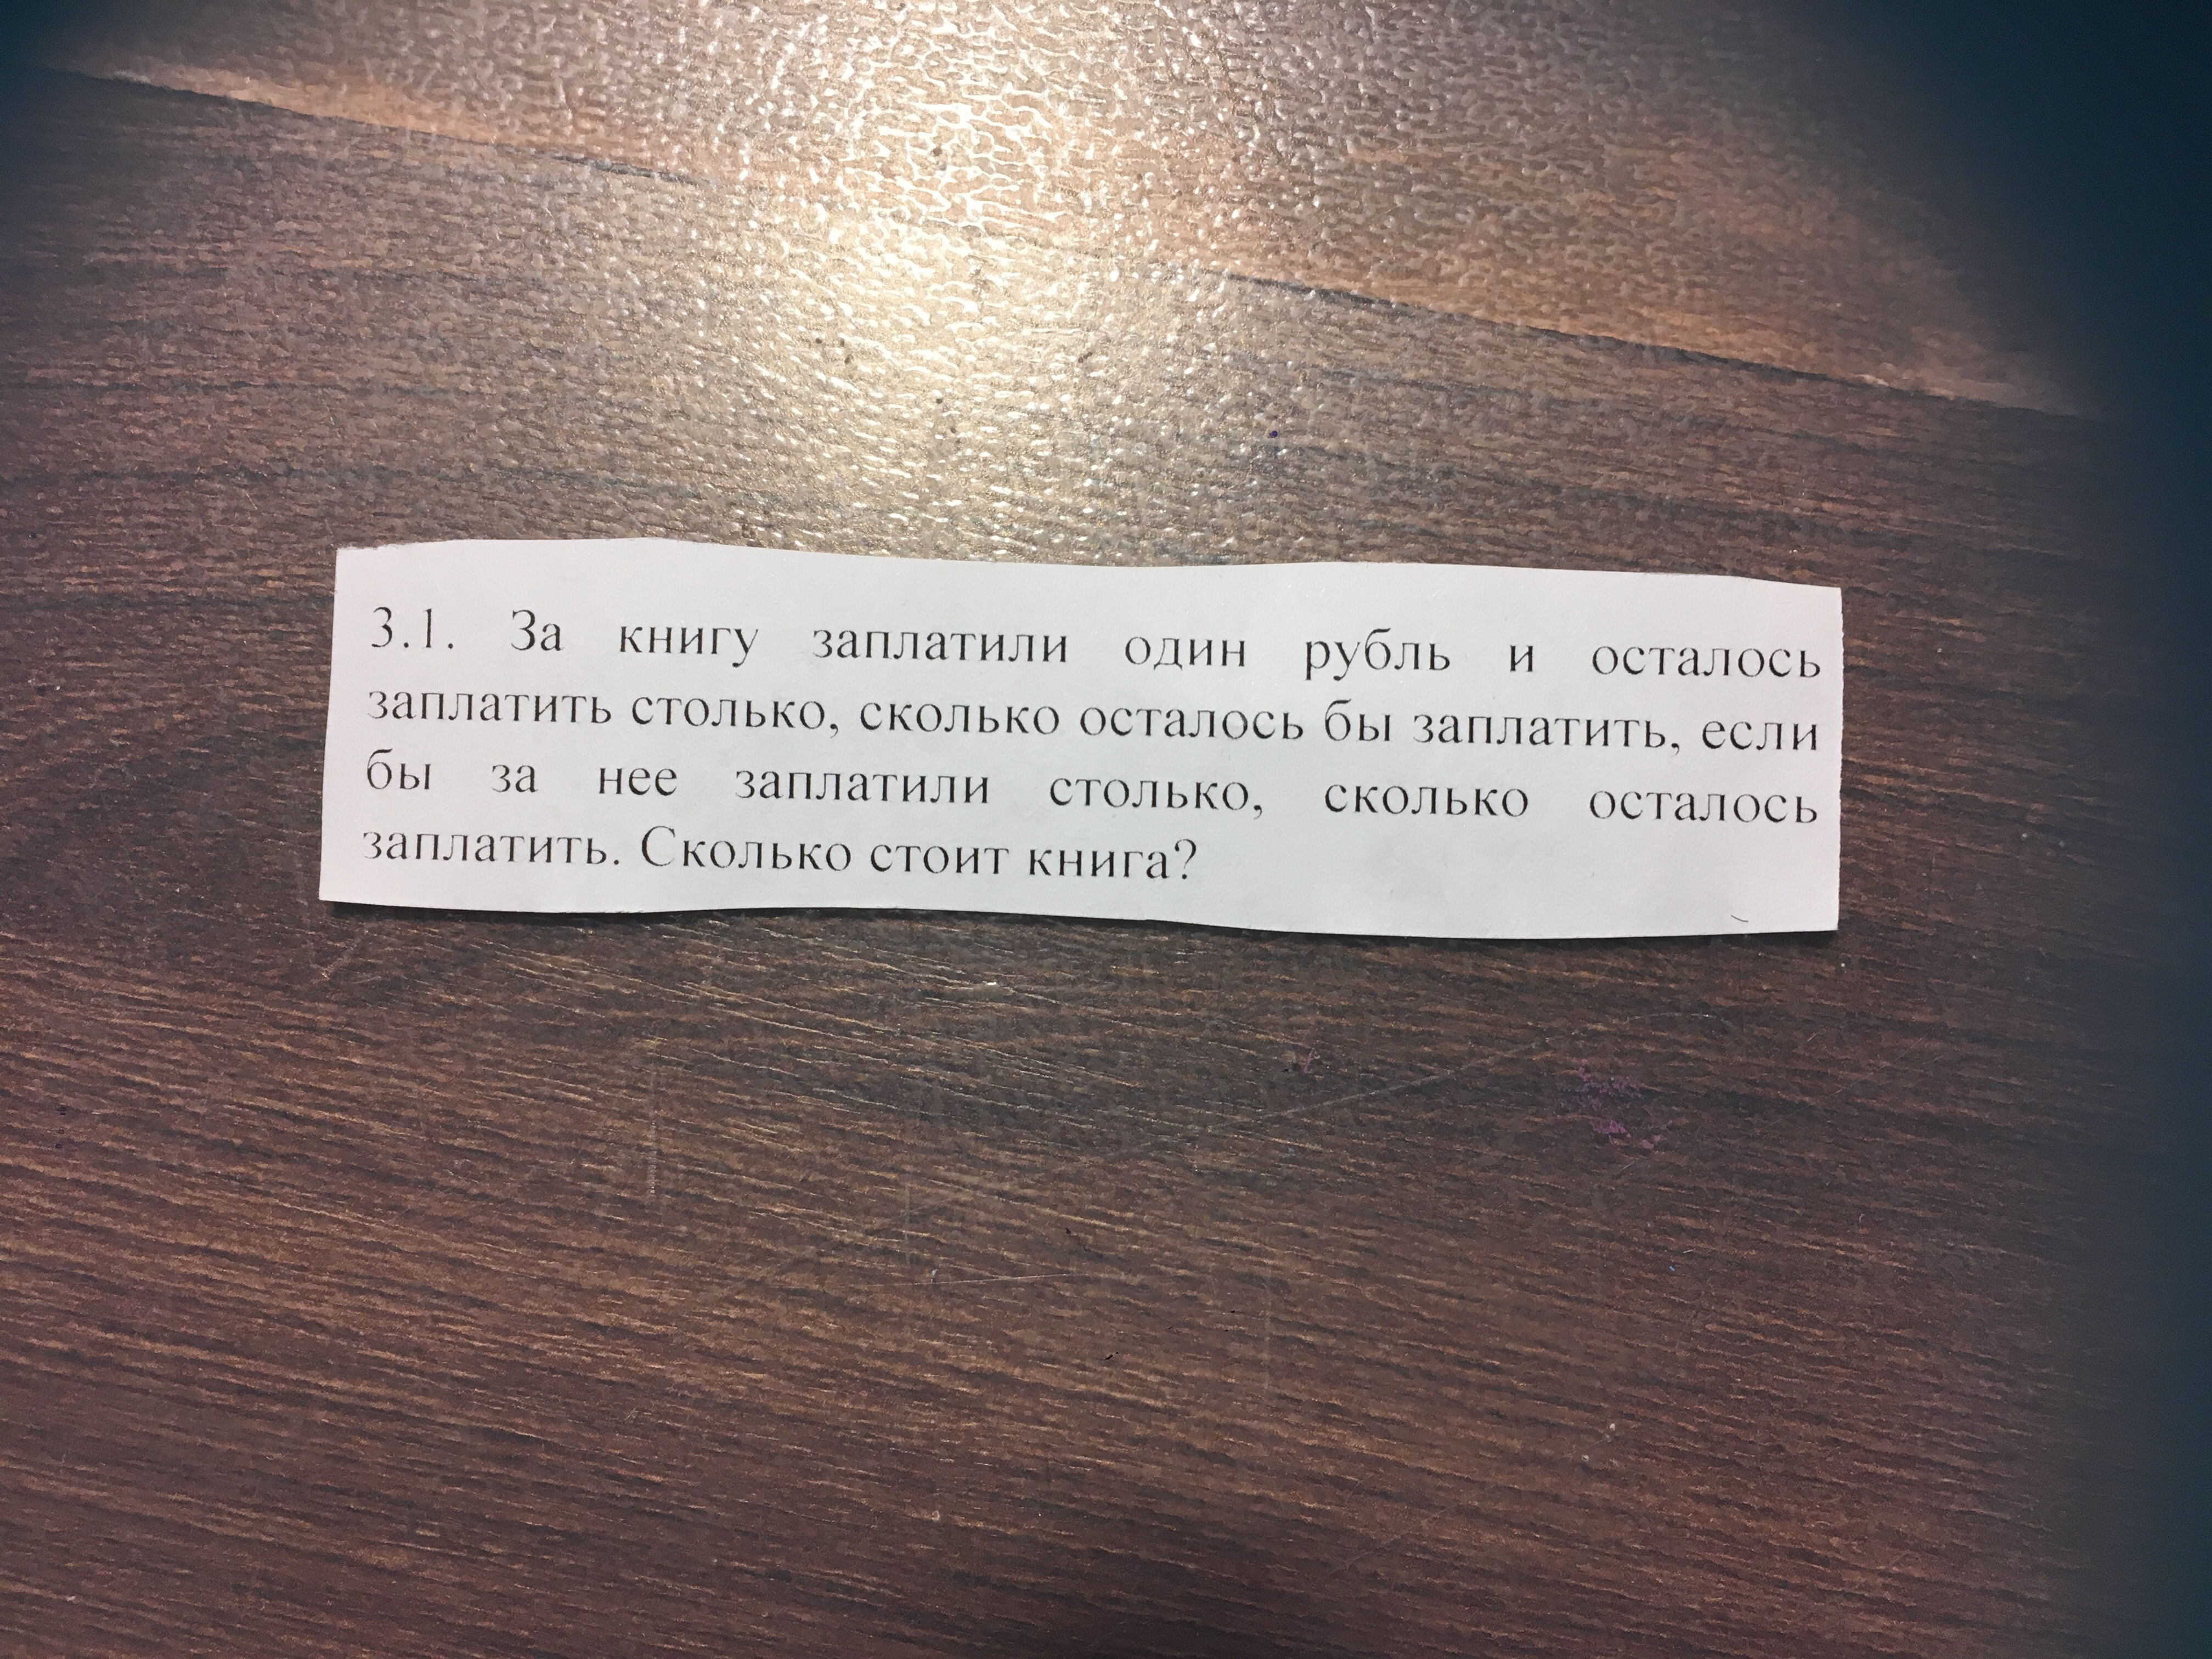 3.1. За книгу заплатили один рубль и осталось
заплатить столько, сколько осталось бы заплатить, если
бы за нее заплатили столько, сколько осталось
заплатить. Сколько стоит книга?